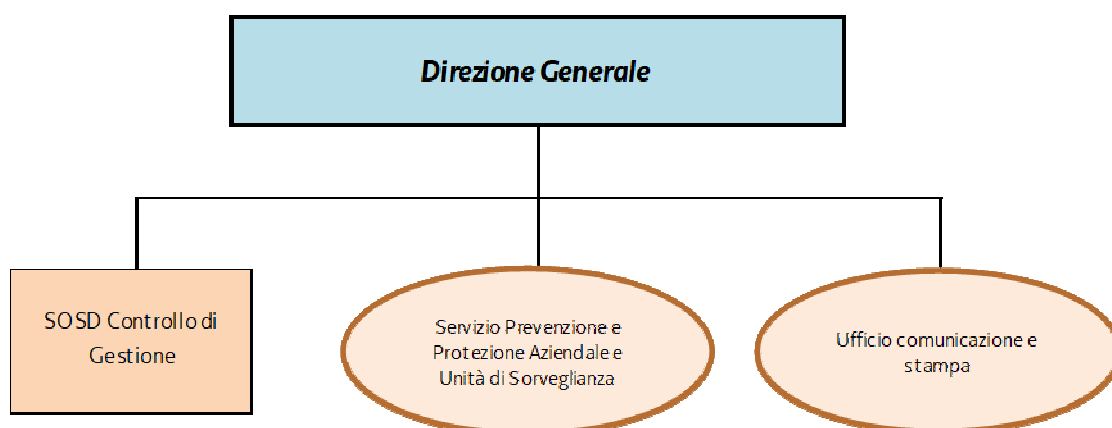 Direzione Generale
SOSD Controllo di
Gestione
Servizio Prevenzione e
Protezione Aziendale e
Unità di Sorveglianza
Ufficio comunicazione e
stampa